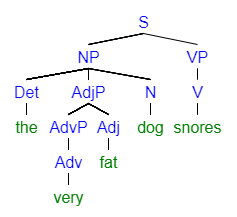 S
NP VP
Det AdjP N V
the AdvP Adj dog snores
Adv fat
very